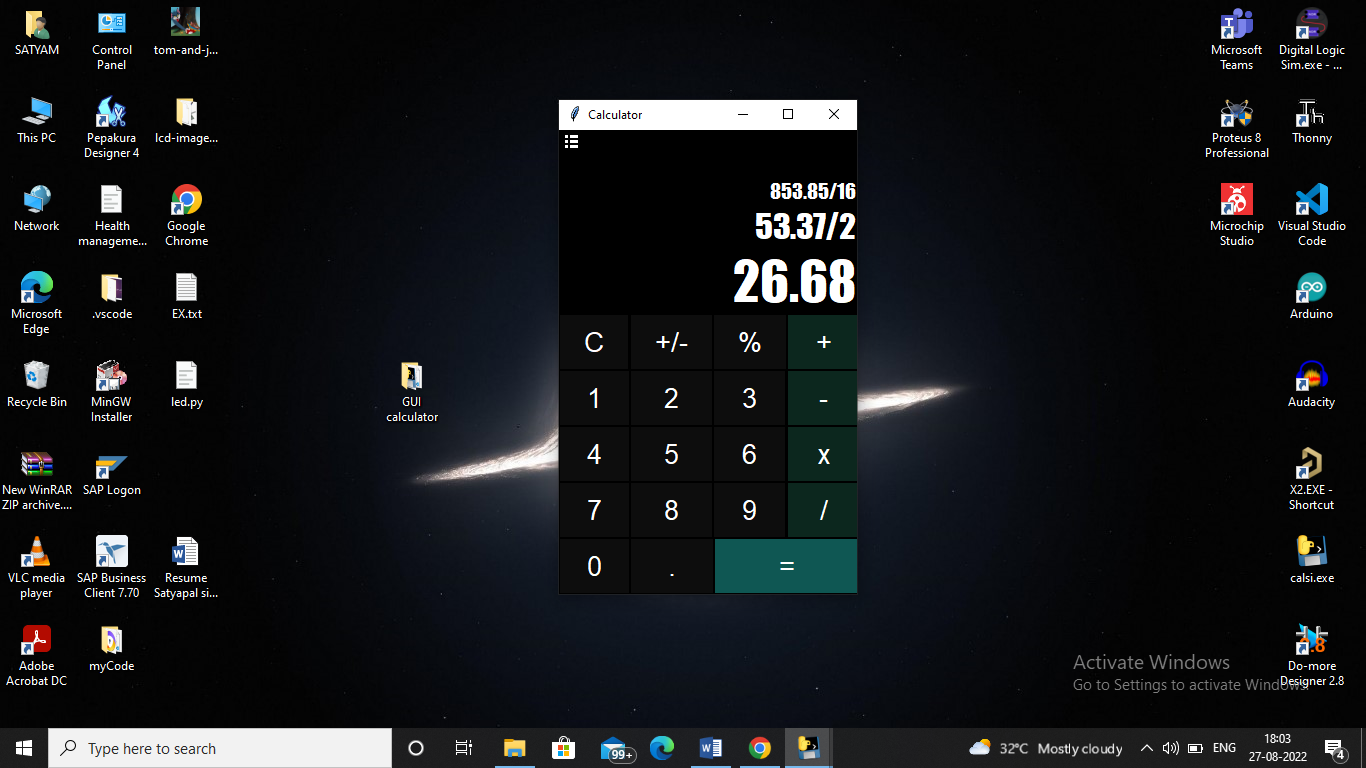 SATYAM
Control
Panel
tom-and-j...
This PC
Pepakura
Designer 4
lcd-image...
Network
Health
manageme...
Google
Chrome
Microsoft
Edge
.vscode
EX.txt
Recycle Bin
MinGW
Installer
led.py
New WinRAR
ZIP archive....
SAP Logon
VLC media
player
SAP Business
Client 7.70
Resume
Satyapal si...
Adobe
Acrobat DC
myCode
GUI
calculator
Calculator
853.85/16
53.37/2
26.68
C +/- % +
1 2 3 -
4 5 6 x
7 8 9 /
0 . =
Microsoft
Teams
Digital Logic
Sim.exe - ...
Proteus 8
Professional
Thonny
Microchip
Studio
Visual Studio
Code
Arduino
Audacity
X2.EXE -
Shortcut
calsi.exe
Do-more
Designer 2.8
Activate Windows
Go to Settings to activate Windows.
Type here to search
99+
32°C Mostly cloudy
ENG
18:03
27-08-2022
4